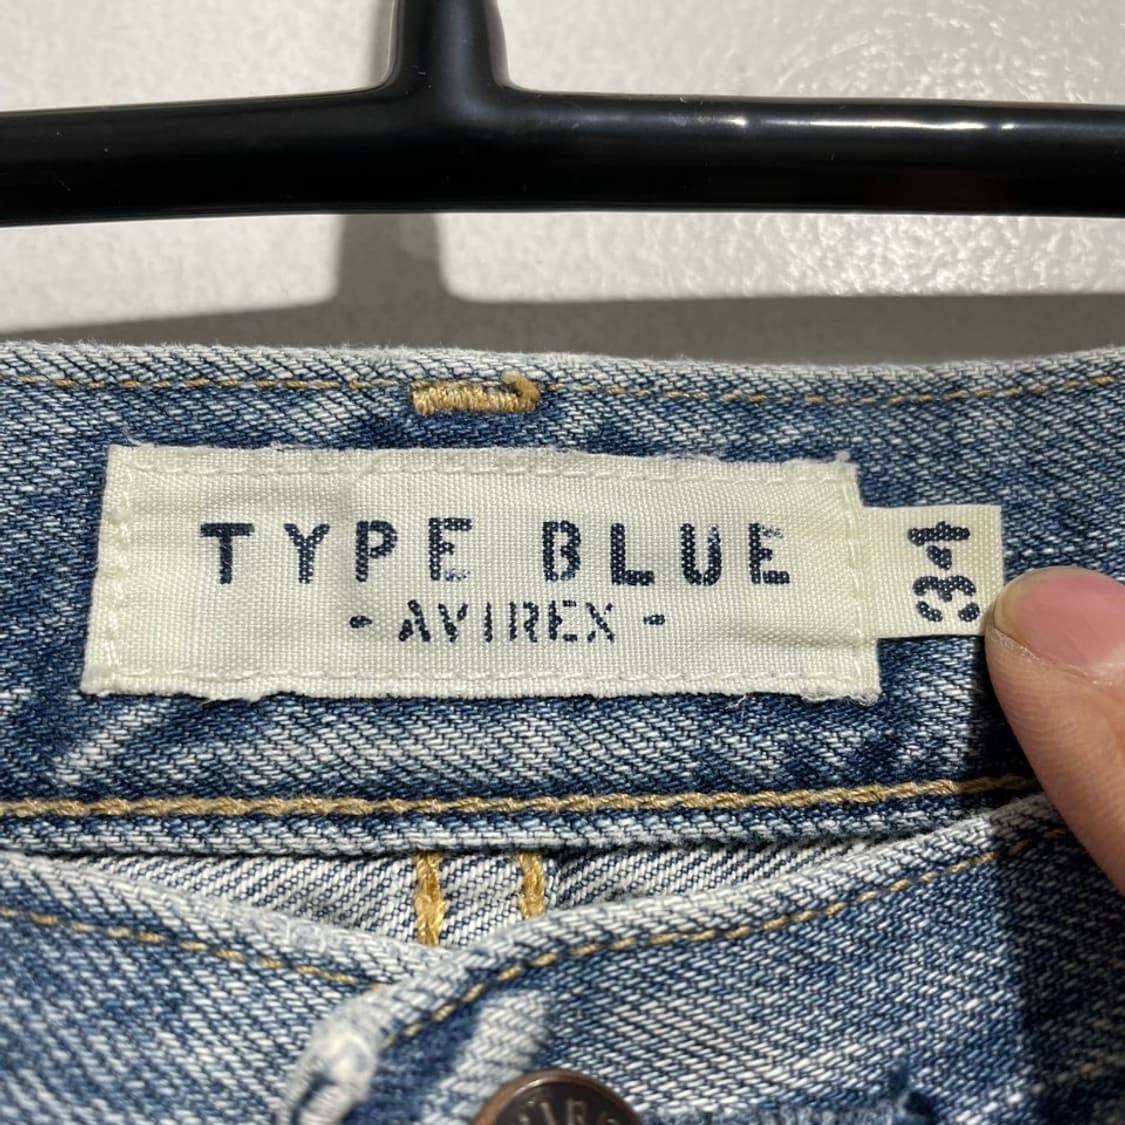 TYPE BLUE
- AVIREX -
34